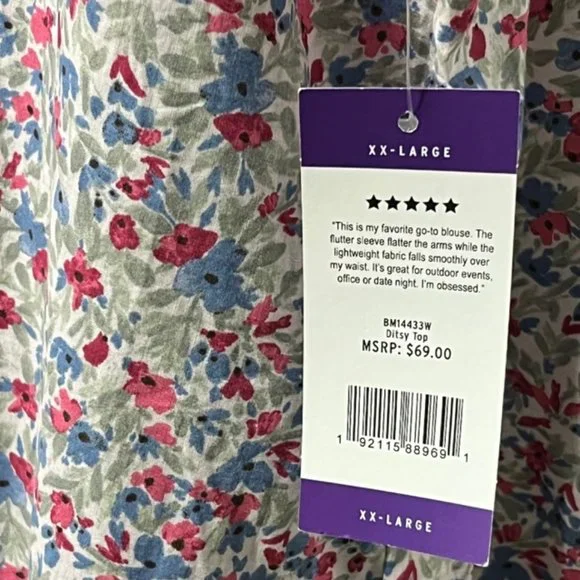 XX-LARGE
★★★★★
"This is my favorite go-to blouse. The
flutter sleeve flatter the arms while the
lightweight fabric falls smoothly over
my waist. It's great for outdoor events,
office or date night. I'm obsessed."
BM14433W
Ditsy Top
MSRP: $69.00
1 92115 88969 1
XX-LARGE